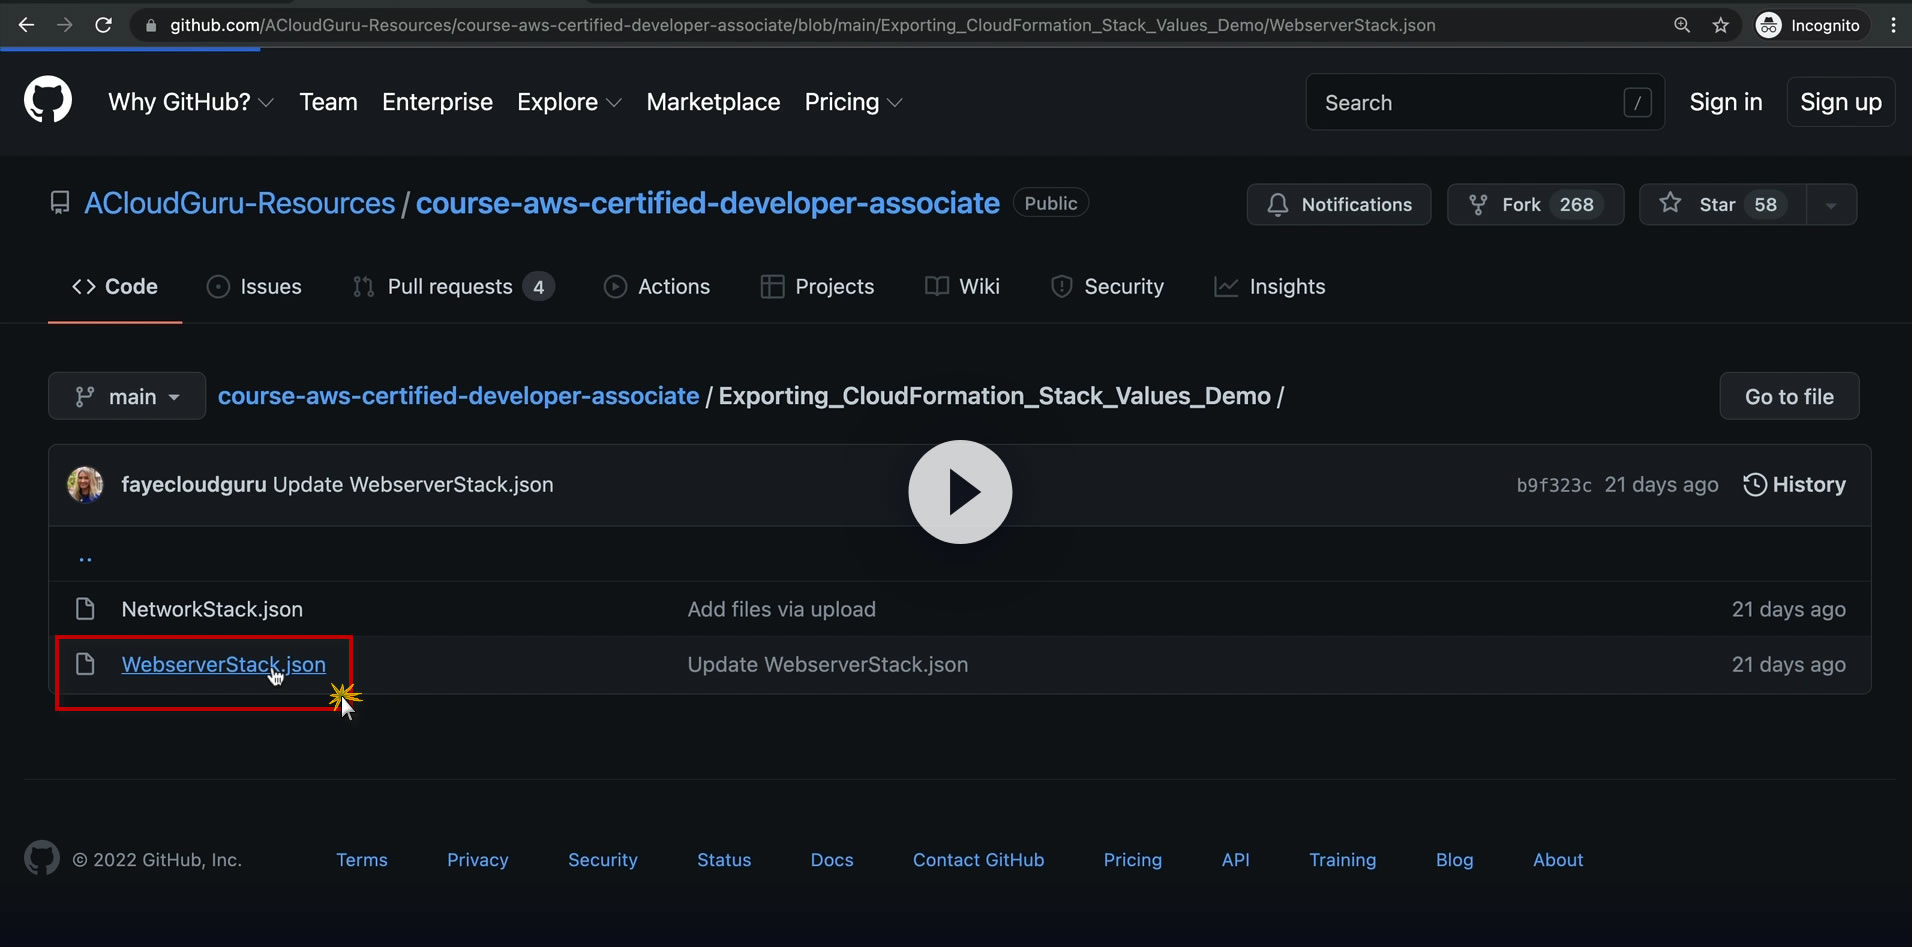 github.com/ACloudGuru-Resources/course-aws-certified-developer-associate/blob/main/Exporting_CloudFormation_Stack_Values_Demo/WebserverStack.json Incognito
Why GitHub? Team Enterprise Explore Marketplace Pricing Search / Sign in Sign up
ACloudGuru-Resources / course-aws-certified-developer-associate Public Notifications Fork 268 Star 58
<> Code Issues Pull requests 4 Actions Projects Wiki Security Insights
main course-aws-certified-developer-associate / Exporting_CloudFormation_Stack_Values_Demo / Go to file
fayecloudguru Update WebserverStack.json b9f323c 21 days ago History
..
NetworkStack.json Add files via upload 21 days ago
WebserverStack.json Update WebserverStack.json 21 days ago
© 2022 GitHub, Inc. Terms Privacy Security Status Docs Contact GitHub Pricing API Training Blog About